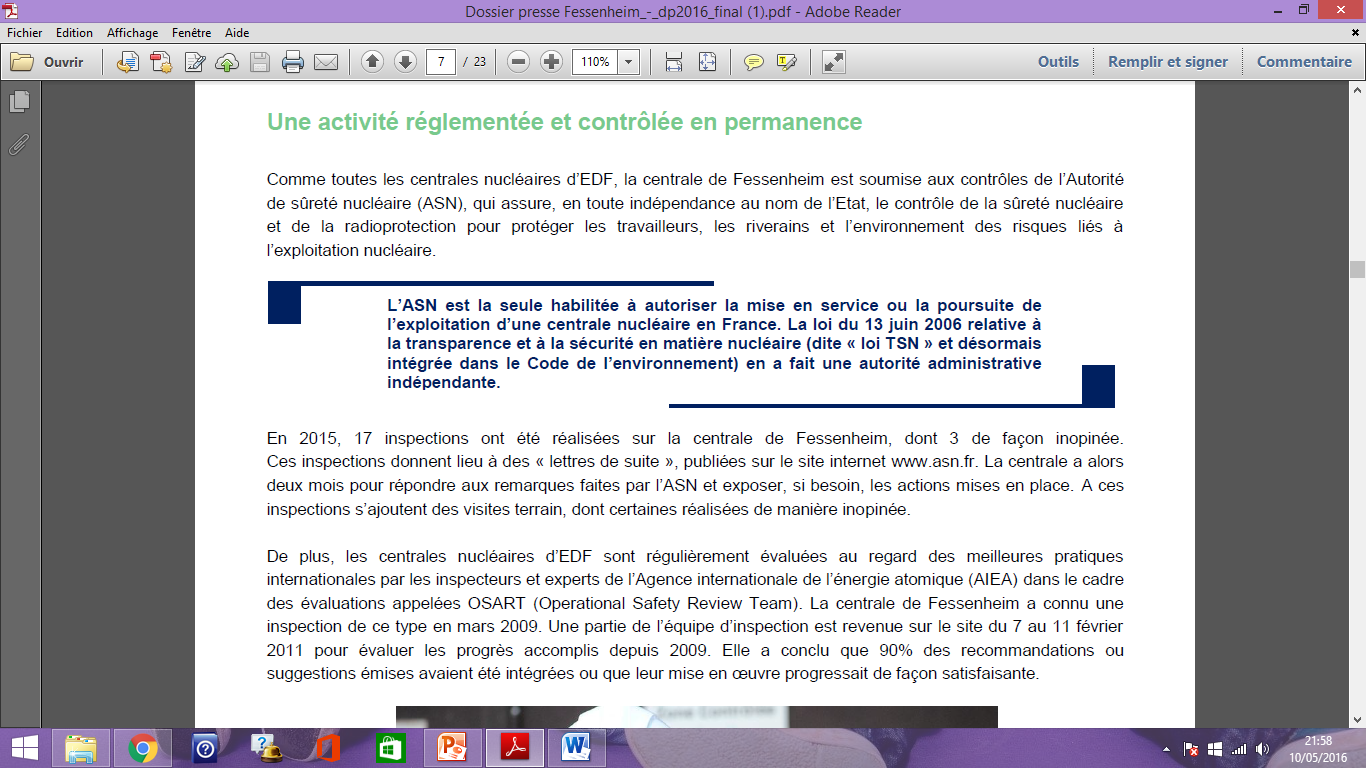 Dossier presse Fessenheim_-_dp2016_final (1).pdf - Adobe Reader
Fichier Edition Affichage Fenêtre Aide
Ouvrir 7 / 23 110% Outils Remplir et signer Commentaire
Une activité réglementée et contrôlée en permanence
Comme toutes les centrales nucléaires d’EDF, la centrale de Fessenheim est soumise aux contrôles de l’Autorité
de sûreté nucléaire (ASN), qui assure, en toute indépendance au nom de l’Etat, le contrôle de la sûreté nucléaire
et de la radioprotection pour protéger les travailleurs, les riverains et l’environnement des risques liés à
l’exploitation nucléaire.
L’ASN est la seule habilitée à autoriser la mise en service ou la poursuite de
l’exploitation d’une centrale nucléaire en France. La loi du 13 juin 2006 relative à
la transparence et à la sécurité en matière nucléaire (dite « loi TSN » et désormais
intégrée dans le Code de l’environnement) en a fait une autorité administrative
indépendante.
En 2015, 17 inspections ont été réalisées sur la centrale de Fessenheim, dont 3 de façon inopinée.
Ces inspections donnent lieu à des « lettres de suite », publiées sur le site internet www.asn.fr. La centrale a alors
deux mois pour répondre aux remarques faites par l’ASN et exposer, si besoin, les actions mises en place. A ces
inspections s’ajoutent des visites terrain, dont certaines réalisées de manière inopinée.
De plus, les centrales nucléaires d’EDF sont régulièrement évaluées au regard des meilleures pratiques
internationales par les inspecteurs et experts de l’Agence internationale de l’énergie atomique (AIEA) dans le cadre
des évaluations appelées OSART (Operational Safety Review Team). La centrale de Fessenheim a connu une
inspection de ce type en mars 2009. Une partie de l’équipe d’inspection est revenue sur le site du 7 au 11 février
2011 pour évaluer les progrès accomplis depuis 2009. Elle a conclu que 90% des recommandations ou
suggestions émises avaient été intégrées ou que leur mise en œuvre progressait de façon satisfaisante.
21:58
10/05/2016